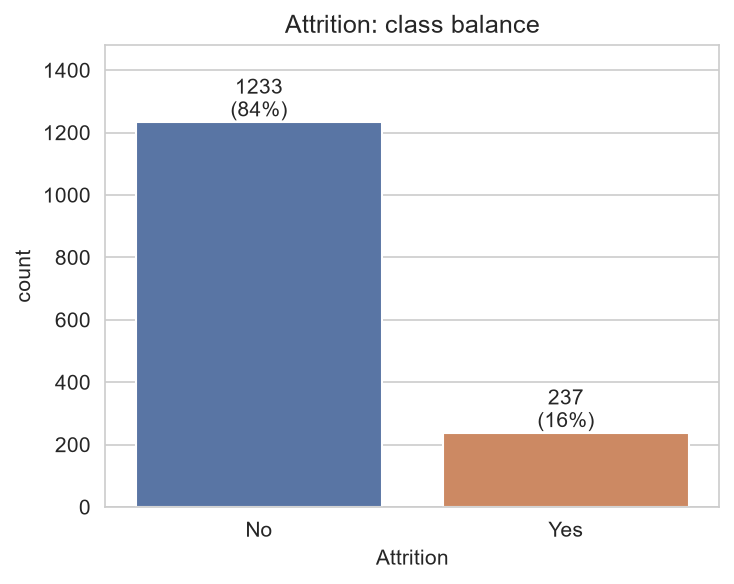 Attrition: class balance
1400
1200
1000
800
600
400
200
0
count
1233
(84%)
237
(16%)
No
Yes
Attrition